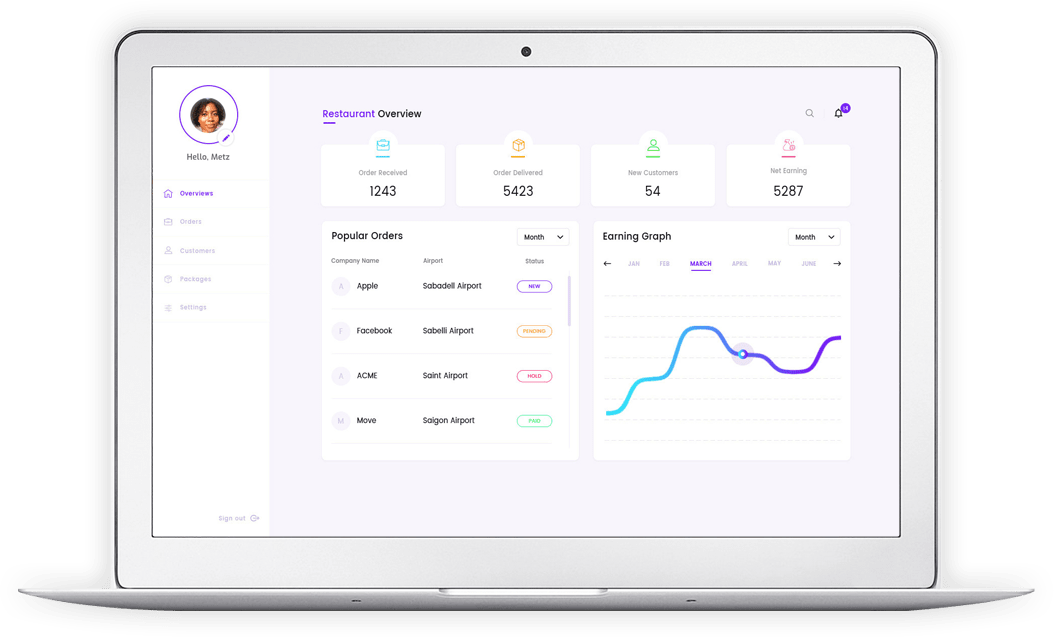 Hello, Metz
Overviews
Orders
Customers
Packages
Settings
Sign out
Restaurant Overview
14
Order Received
1243
Order Delivered
5423
New Customers
54
Net Earning
5287
Popular Orders
Month
Company Name Airport Status
A Apple Sabadell Airport NEW
F Facebook Sabelli Airport PENDING
A ACME Saint Airport HOLD
M Move Saigon Airport PAID
Earning Graph
Month
JAN FEB MARCH APRIL MAY JUNE